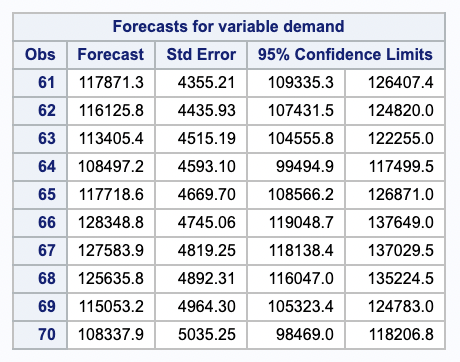 Forecasts for variable demand
Obs Forecast Std Error 95% Confidence Limits
61 117871.3 4355.21 109335.3 126407.4
62 116125.8 4435.93 107431.5 124820.0
63 113405.4 4515.19 104555.8 122255.0
64 108497.2 4593.10 99494.9 117499.5
65 117718.6 4669.70 108566.2 126871.0
66 128348.8 4745.06 119048.7 137649.0
67 127583.9 4819.25 118138.4 137029.5
68 125635.8 4892.31 116047.0 135224.5
69 115053.2 4964.30 105323.4 124783.0
70 108337.9 5035.25 98469.0 118206.8